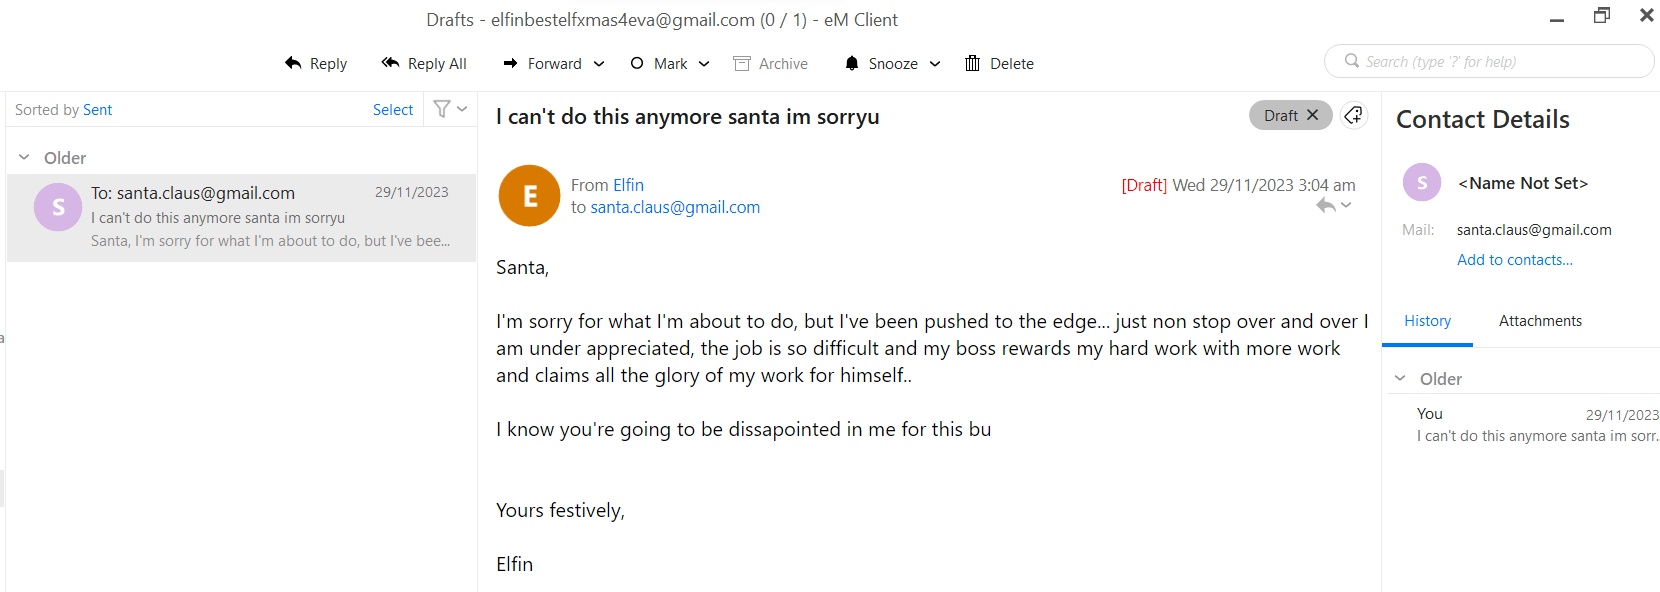 Drafts - elfinbestelfxmas4eva@gmail.com (0 / 1) - eM Client
Reply
Reply All
Forward
Mark
Archive
Snooze
Delete
Search (type '?' for help)
Sorted by Sent
Select
Older
S
To: santa.claus@gmail.com
29/11/2023
I can't do this anymore santa im sorryu
Santa, I'm sorry for what I'm about to do, but I've bee...
I can't do this anymore santa im sorryu
Draft
E
From Elfin
to santa.claus@gmail.com
[Draft] Wed 29/11/2023 3:04 am
Santa,
I'm sorry for what I'm about to do, but I've been pushed to the edge... just non stop over and over I
am under appreciated, the job is so difficult and my boss rewards my hard work with more work
and claims all the glory of my work for himself..
I know you're going to be dissapointed in me for this bu
Yours festively,
Elfin
Contact Details
S
<Name Not Set>
Mail:
santa.claus@gmail.com
Add to contacts...
History
Attachments
Older
You
29/11/2023
I can't do this anymore santa im sorr.